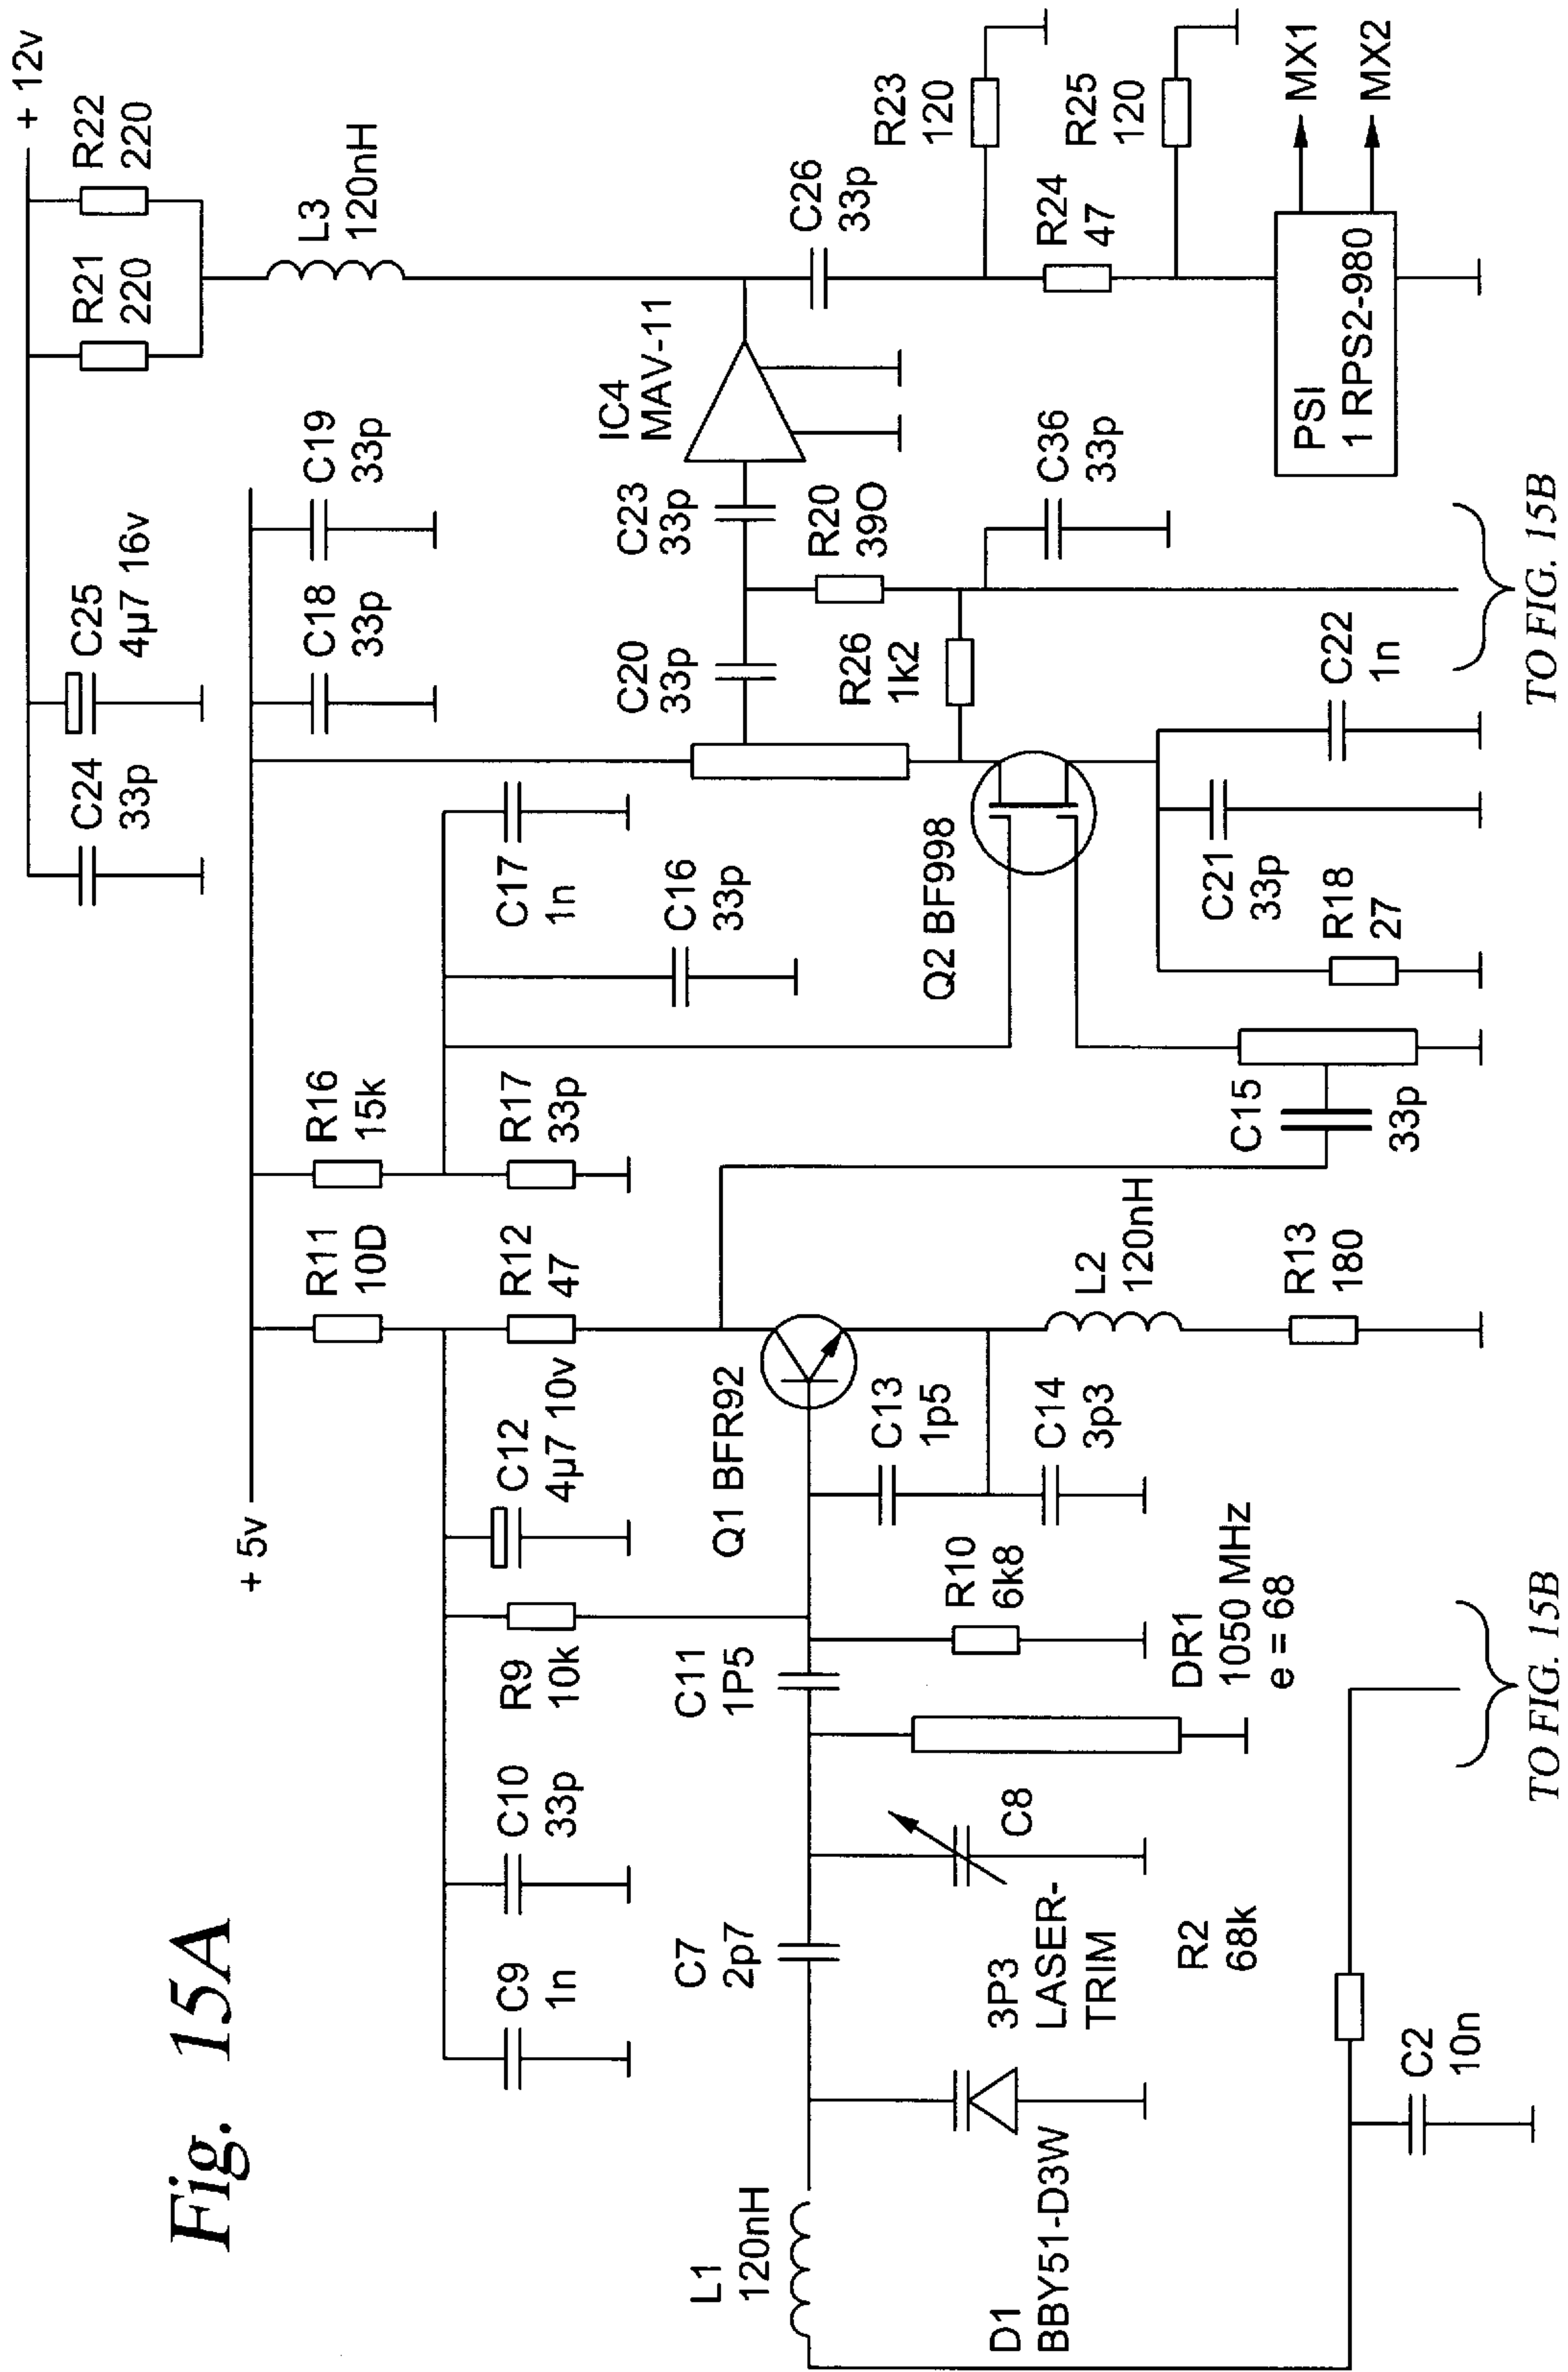 Fig. 15A
+ 12v
C24
33p
C25
4µ7 16v
R21
220
R22
220
L3
120nH
+ 5v
C18
33p
C19
33p
R11
10D
R16
15k
C17
1n
C16
33p
R12
47
R17
33p
C9
1n
C10
33p
R9
10k
C12
4µ7 10v
IC4
MAV-11
C20
33p
C23
33p
R20
39O
R26
1k2
C36
33p
C26
33p
R23
120
R24
47
R25
120
PSI
1 RPS2-980
MX1
MX2
L1
120nH
C7
2p7
C11
1P5
Q1 BFR92
C13
1p5
C14
3p3
L2
120nH
R13
180
C15
33p
Q2 BF998
C21
33p
R18
27
C22
1n
D1
BBY51-D3W
3P3
LASER-
TRIM
C8
R10
6k8
DR1
1050 MHz
e = 68
R2
68k
C2
10n
TO FIG. 15B
TO FIG. 15B